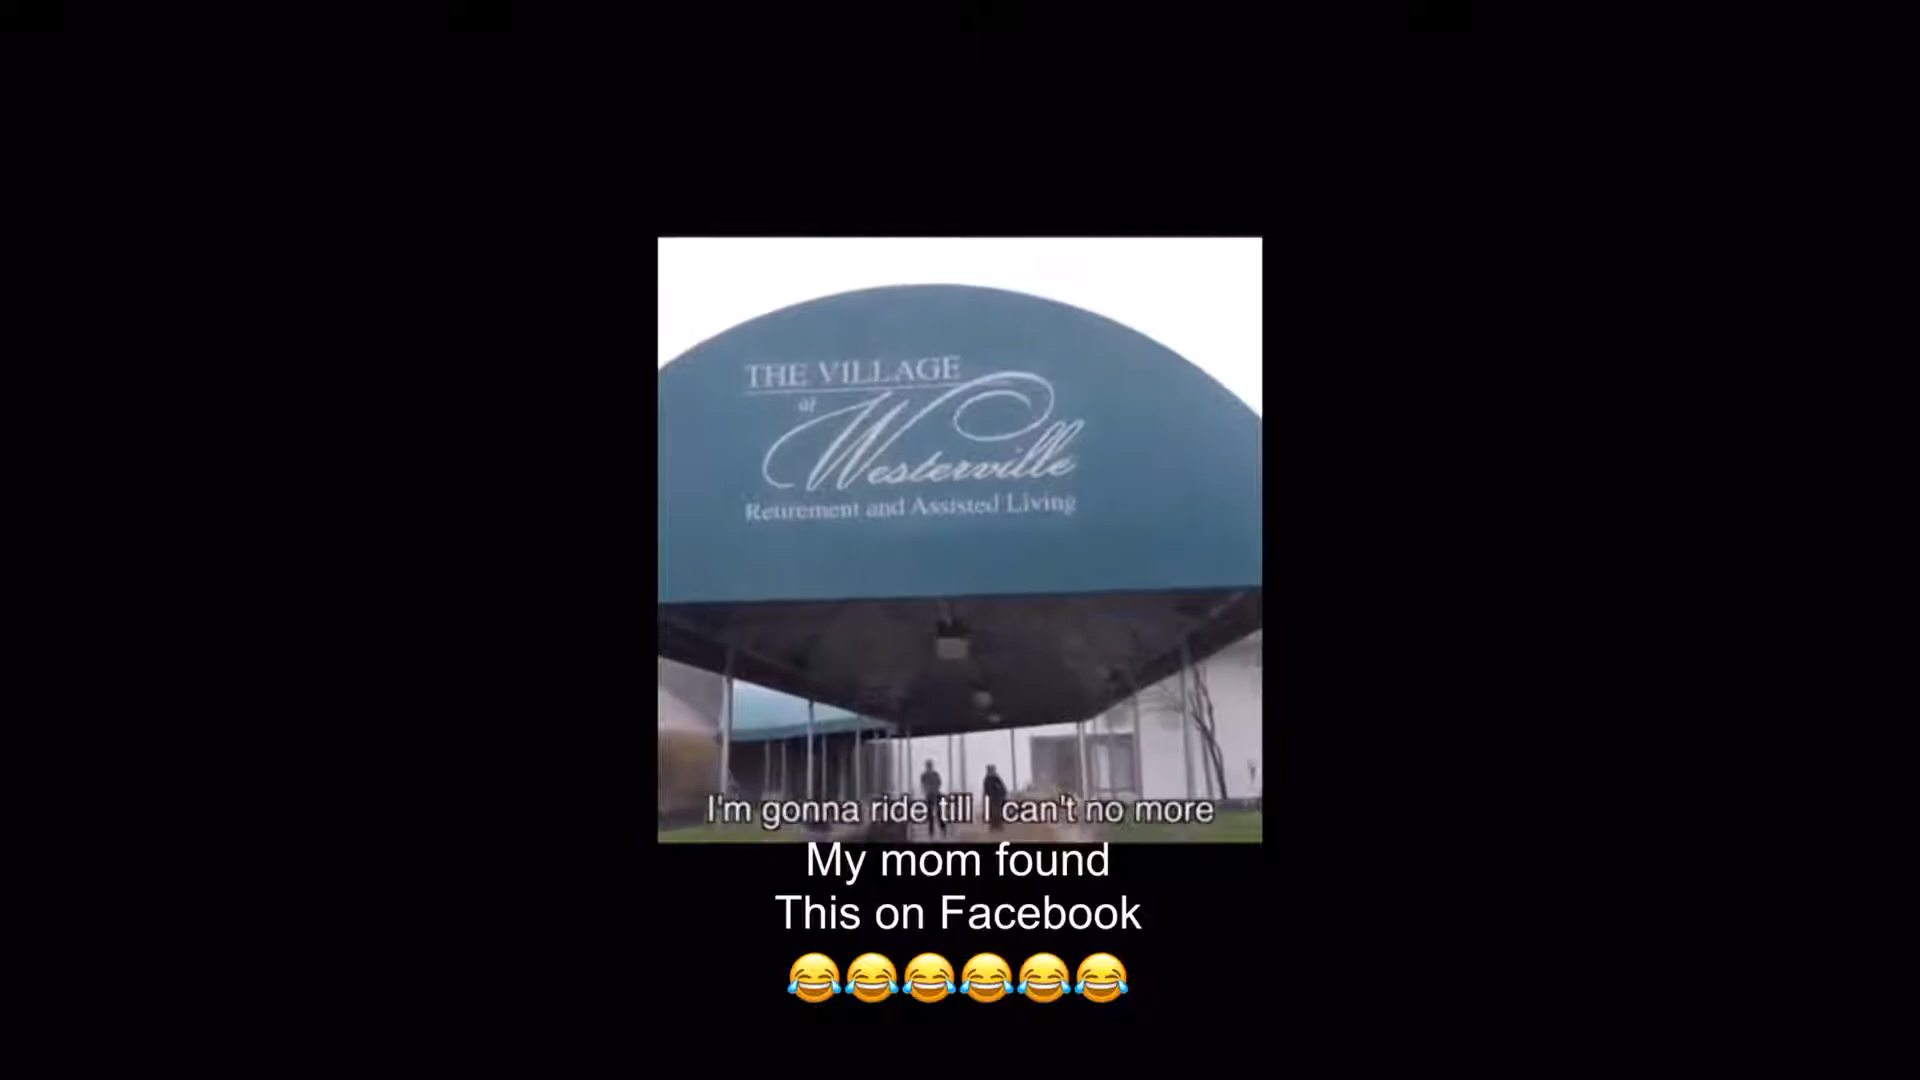 THE VILLAGE
at
Westerville
Retirement and Assisted Living
I'm gonna ride till I can't no more
My mom found
This on Facebook
😂😂😂😂😂😂